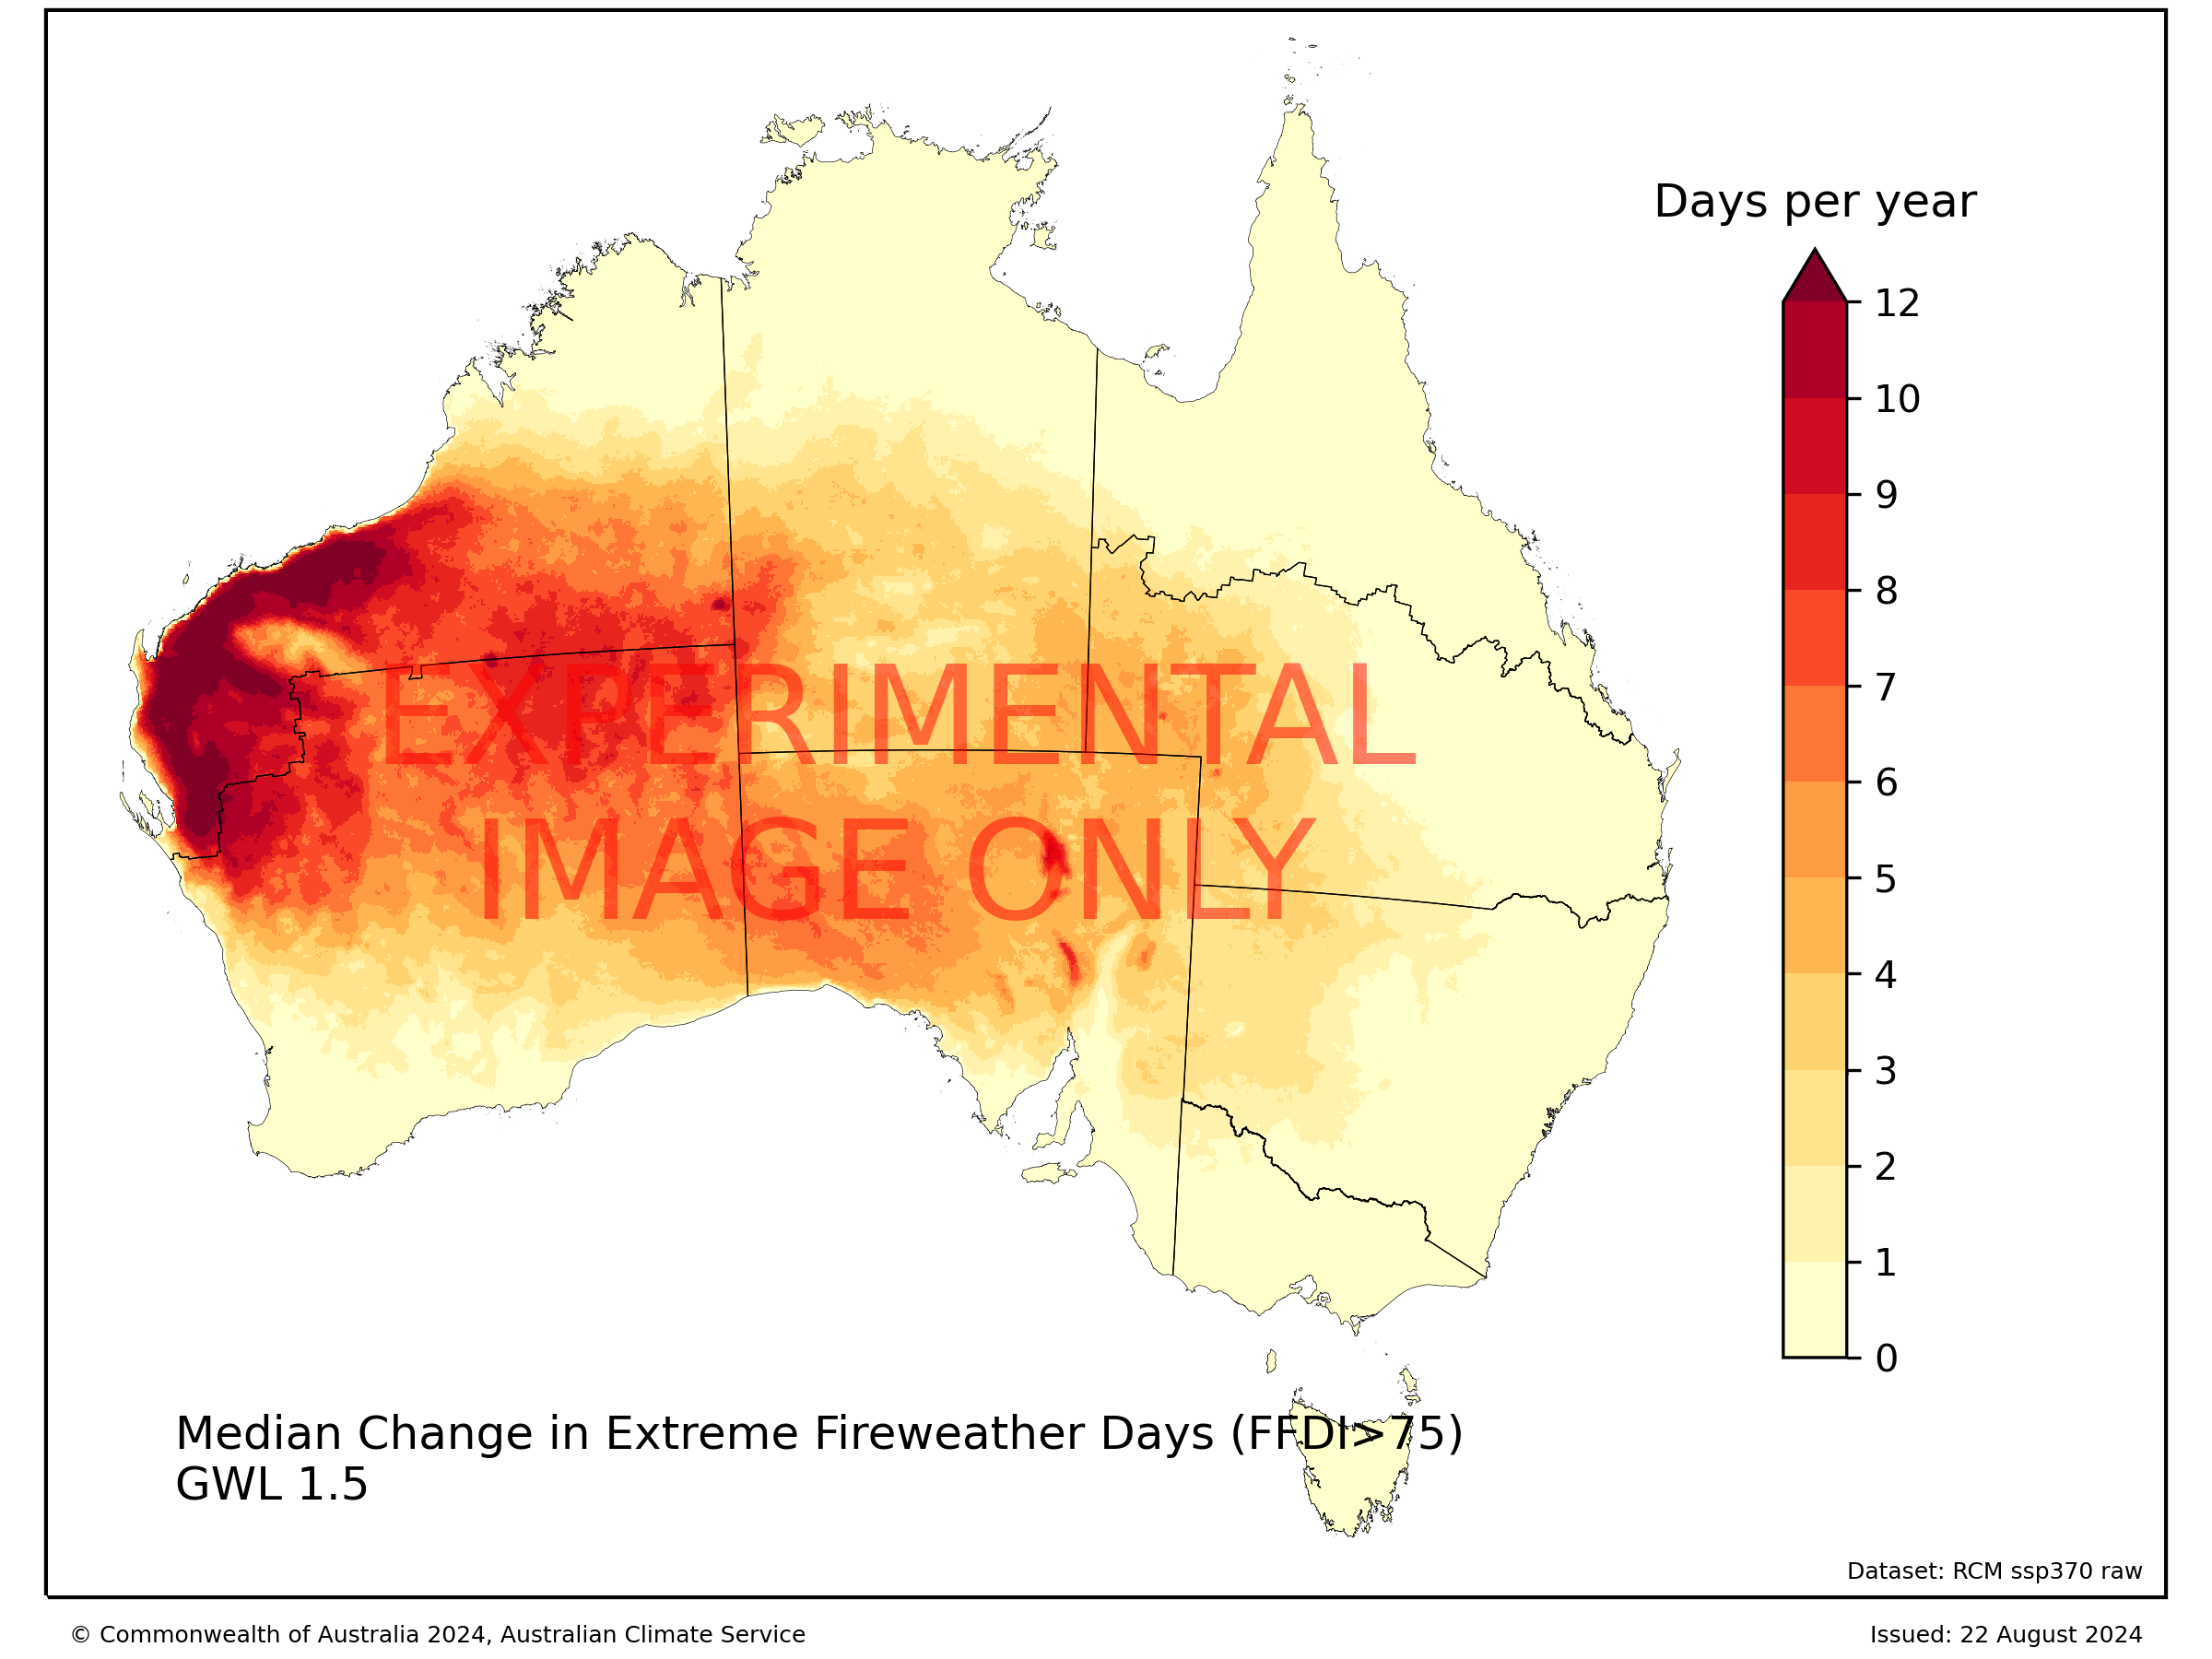 Days per year
12
10
9
8
7
6
5
4
3
2
1
0
EXPERIMENTAL
IMAGE ONLY
Median Change in Extreme Fireweather Days (FFDI>75)
GWL 1.5
Dataset: RCM ssp370 raw
© Commonwealth of Australia 2024, Australian Climate Service
Issued: 22 August 2024